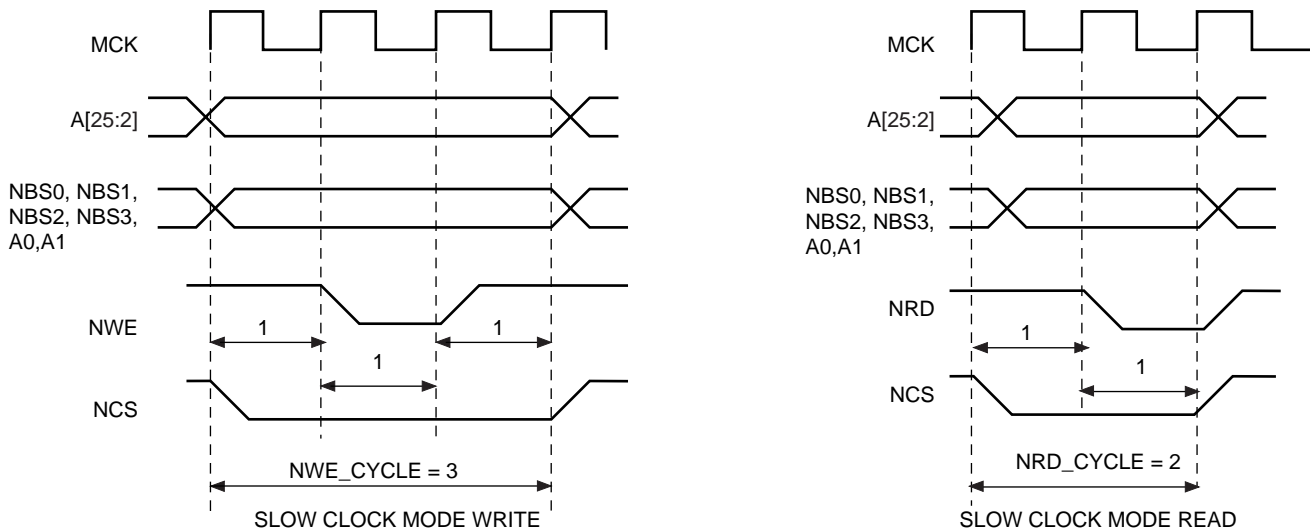 MCK
A[25:2]
NBS0, NBS1,
NBS2, NBS3,
A0,A1
NWE
1
1
1
NCS
NWE_CYCLE = 3
SLOW CLOCK MODE WRITE
MCK
A[25:2]
NBS0, NBS1,
NBS2, NBS3,
A0,A1
NRD
1
1
NCS
NRD_CYCLE = 2
SLOW CLOCK MODE READ